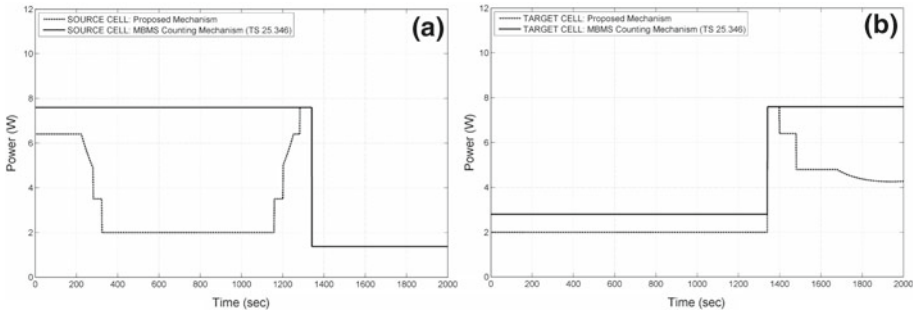 SOURCE CELL: Proposed Mechanism
SOURCE CELL: MBMS Counting Mechanism (TS 25.346)
(a)
Power (W)
12
10
8
6
4
2
0
0 200 400 600 800 1000 1200 1400 1600 1800 2000
Time (sec)
TARGET CELL: Proposed Mechanism
TARGET CELL: MBMS Counting Mechanism (TS 25.346)
(b)
Power (W)
12
10
8
6
4
2
0
0 200 400 600 800 1000 1200 1400 1600 1800 2000
Time (sec)